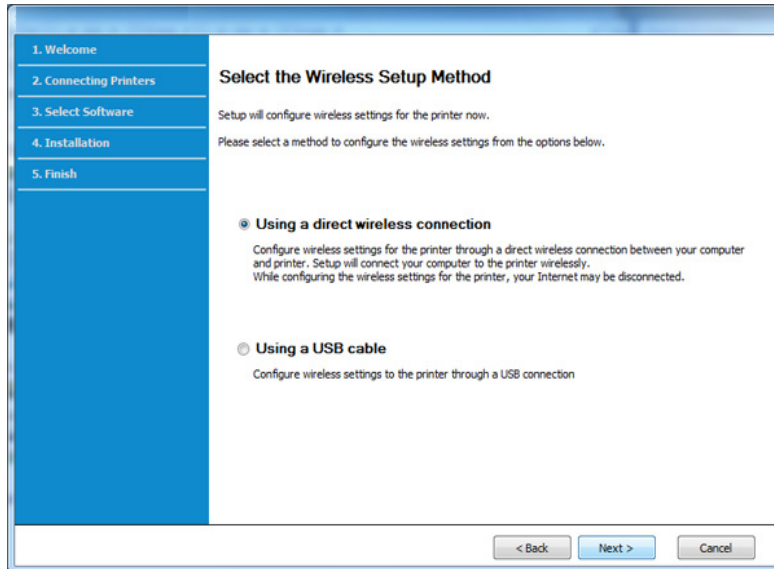 1. Welcome
2. Connecting Printers
3. Select Software
4. Installation
5. Finish
Select the Wireless Setup Method
Setup will configure wireless settings for the printer now.
Please select a method to configure the wireless settings from the options below.
Using a direct wireless connection
Configure wireless settings for the printer through a direct wireless connection between your computer
and printer. Setup will connect your computer to the printer wirelessly.
While configuring the wireless settings for the printer, your Internet may be disconnected.
Using a USB cable
Configure wireless settings to the printer through a USB connection
< Back
Next >
Cancel